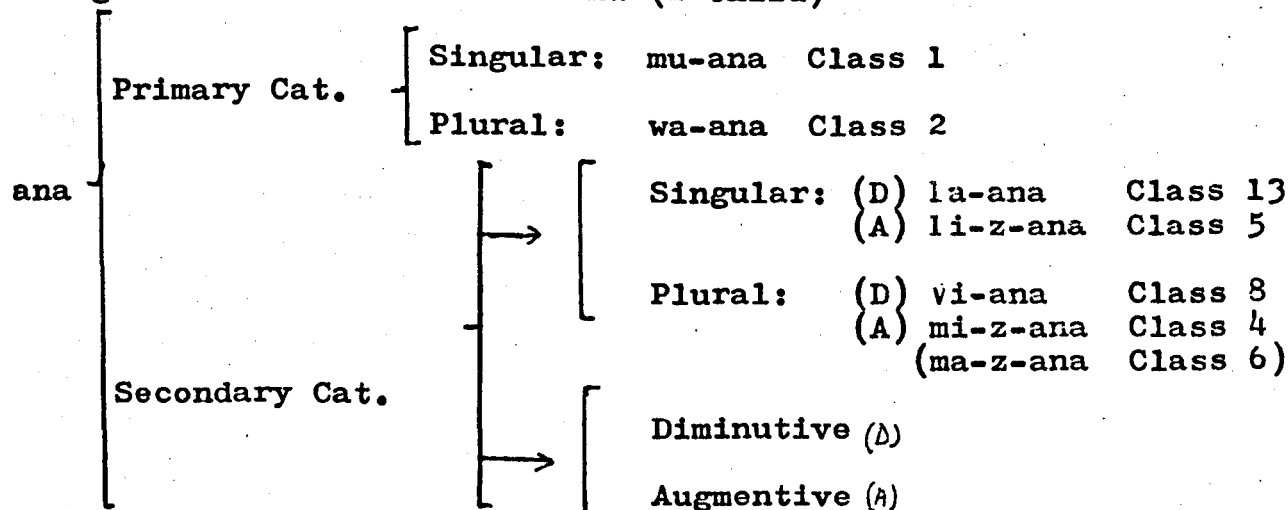 (a child)
Singular: mu-ana Class 1
Primary Cat.
Plural: wa-ana Class 2
ana
Singular: (D) la-ana Class 13
(A) li-z-ana Class 5
Plural: (D) vi-ana Class 8
(A) mi-z-ana Class 4
(ma-z-ana Class 6)
Secondary Cat.
Diminutive (D)
Augmentive (A)